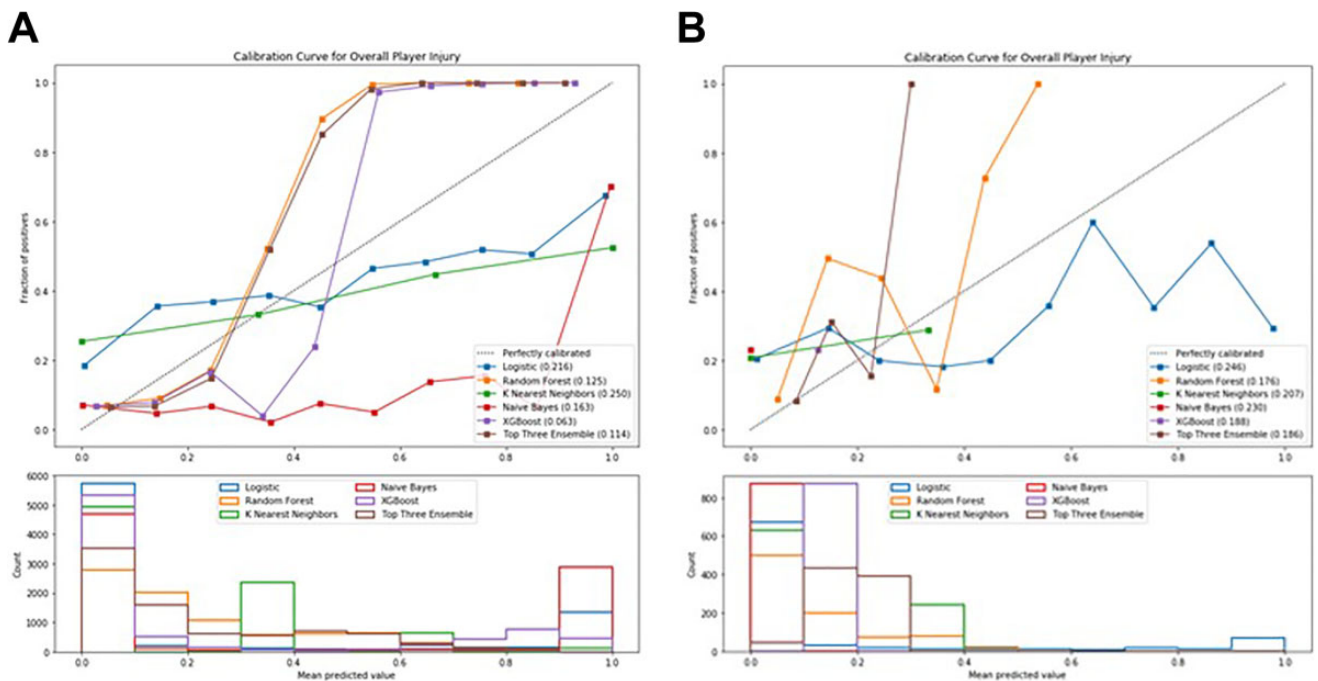 A
Calibration Curve for Overall Player Injury
Fraction of positives
1.0
0.8
0.6
0.4
0.2
0.0
Perfectly calibrated
Logistic (0.216)
Random Forest (0.125)
K Nearest Neighbors (0.250)
Naive Bayes (0.163)
XGBoost (0.063)
Top Three Ensemble (0.114)
0.0 0.2 0.4 0.6 0.8 1.0
Count
6000
5000
4000
3000
2000
1000
0
Logistic
Random Forest
K Nearest Neighbors
Naive Bayes
XGBoost
Top Three Ensemble
0.0 0.2 0.4 0.6 0.8 1.0
Mean predicted value
B
Calibration Curve for Overall Player Injury
Fraction of positives
1.0
0.8
0.6
0.4
0.2
0.0
Perfectly calibrated
Logistic (0.246)
Random Forest (0.176)
K Nearest Neighbors (0.207)
Naive Bayes (0.230)
XGBoost (0.188)
Top Three Ensemble (0.186)
0.0 0.2 0.4 0.6 0.8 1.0
Count
800
600
400
200
0
Logistic
Random Forest
K Nearest Neighbors
Naive Bayes
XGBoost
Top Three Ensemble
0.0 0.2 0.4 0.6 0.8 1.0
Mean predicted value